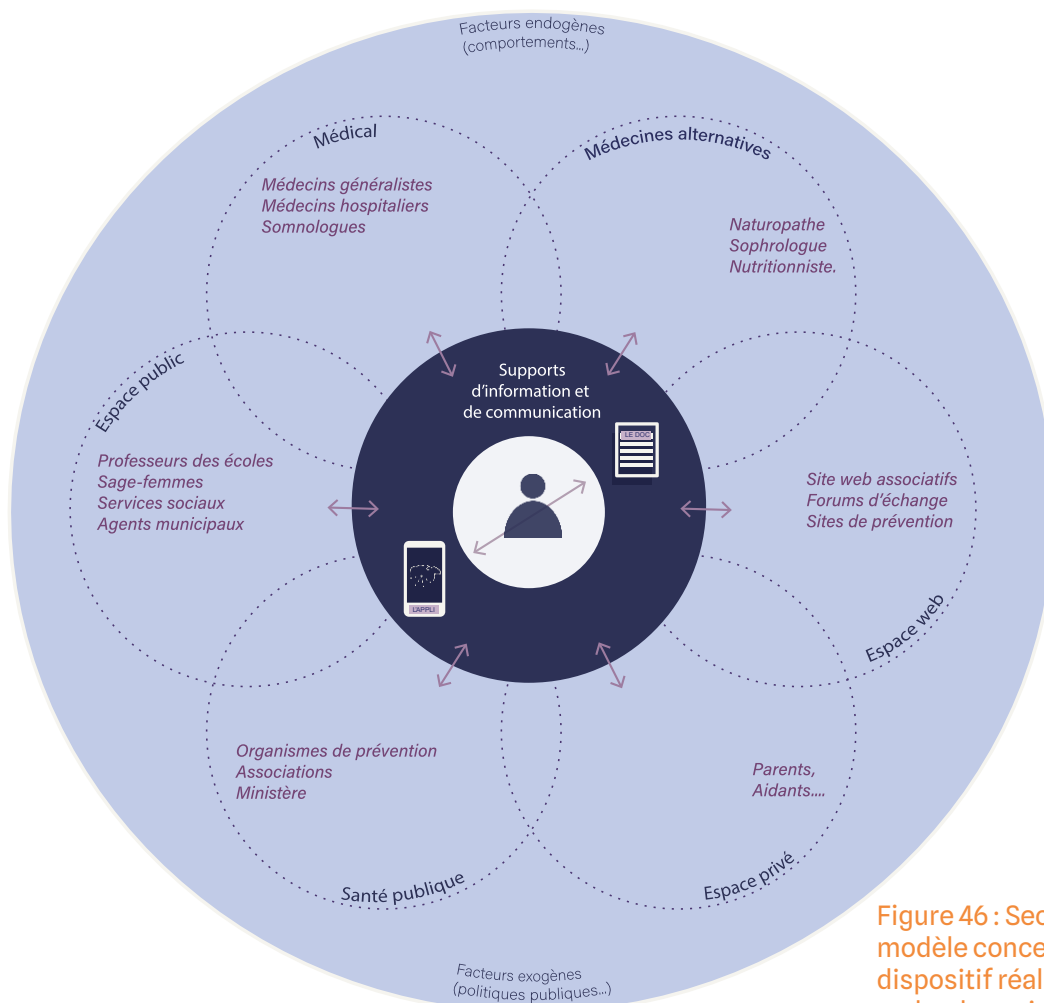 Facteurs endogènes
(comportements...)
Médical
Médecines alternatives
Médecins généralistes
Médecins hospitaliers
Somnologues
Naturopathe
Sophrologue
Nutritionniste.
Supports
d'information et
de communication
LE DOC
Espace public
Professeurs des écoles
Sage-femmes
Services sociaux
Agents municipaux
Site web associatifs
Forums d'échange
Sites de prévention
L'APPLI
Espace web
Organismes de prévention
Associations
Ministère
Parents,
Aidants....
Santé publique
Espace privé
Facteurs exogènes
(politiques publiques...)
Figure 46 : Sec
modèle conce
dispositif réal